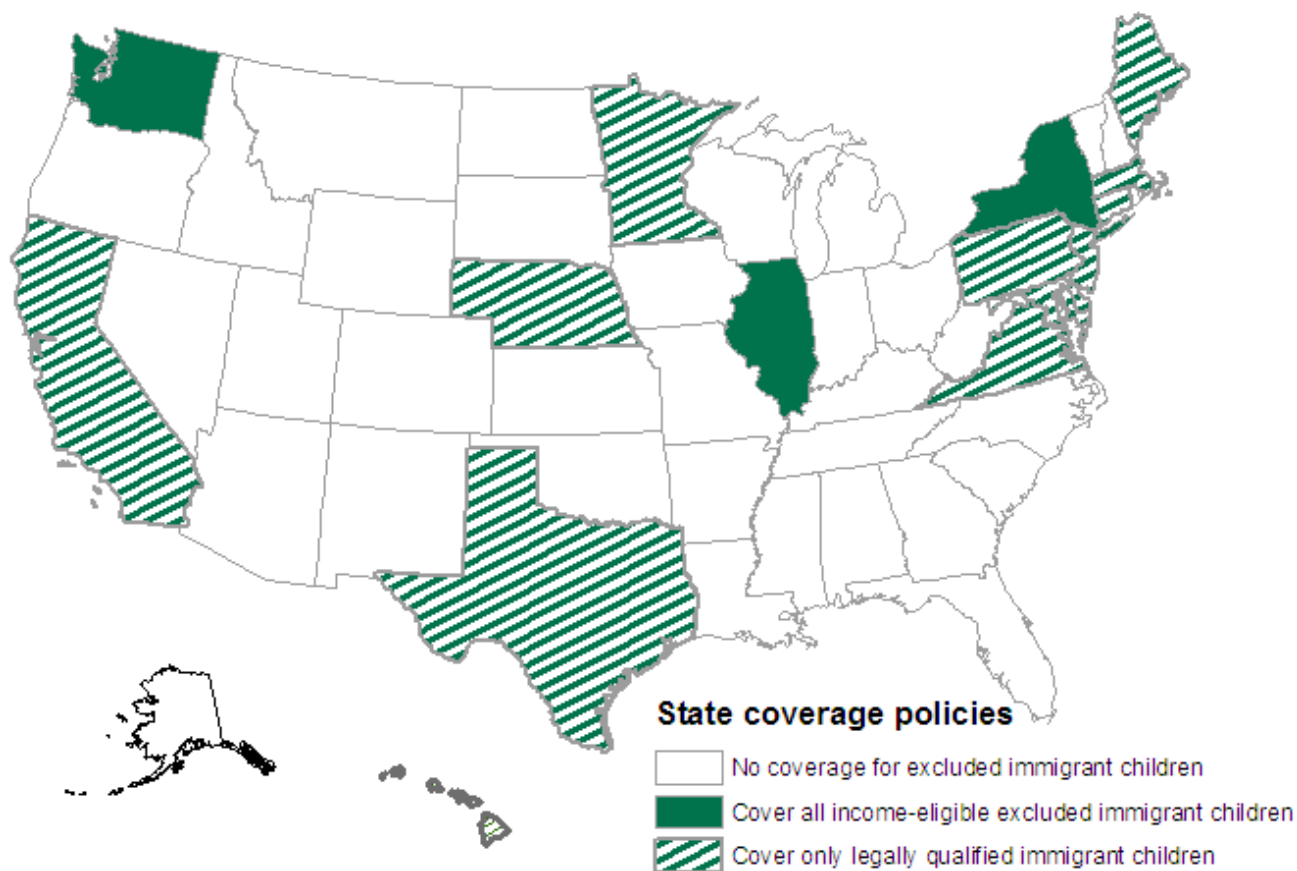 State coverage policies
No coverage for excluded immigrant children
Cover all income-eligible excluded immigrant children
Cover only legally qualified immigrant children